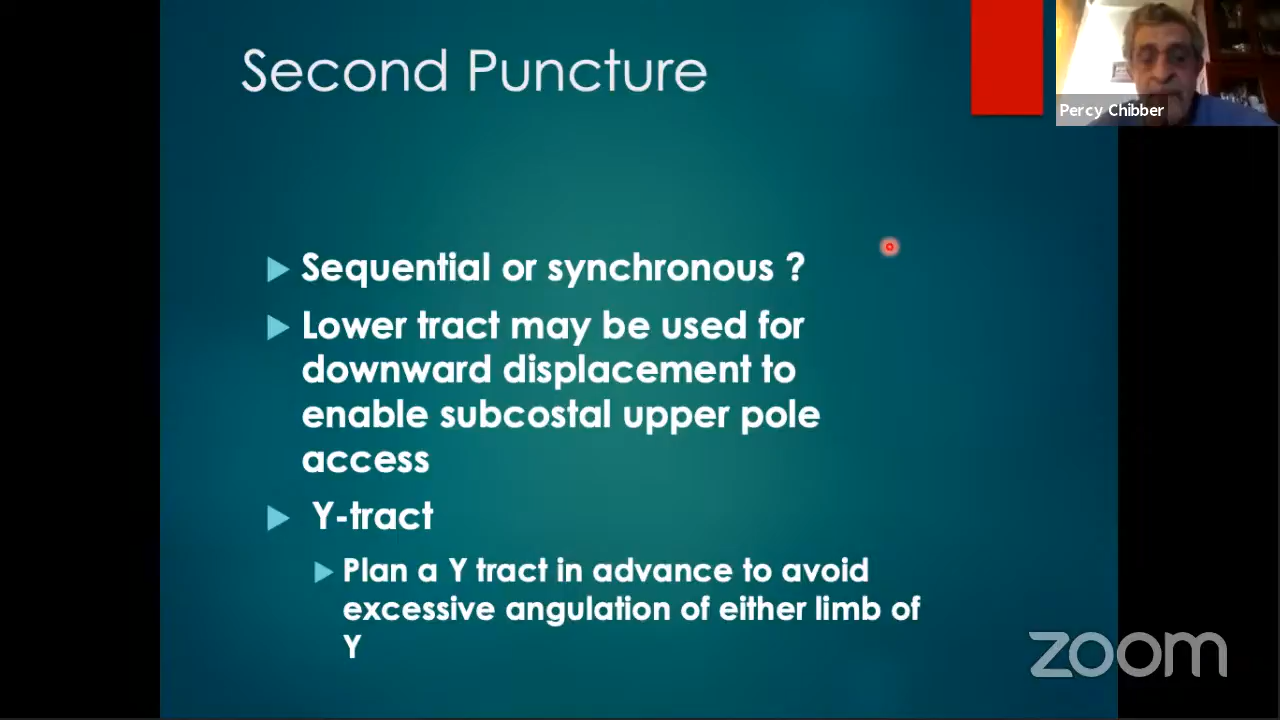 Second Puncture
Percy Chibber
Sequential or synchronous ?
Lower tract may be used for
downward displacement to
enable subcostal upper pole
access
Y-tract
Plan a Y tract in advance to avoid
excessive angulation of either limb of
Y
zoom